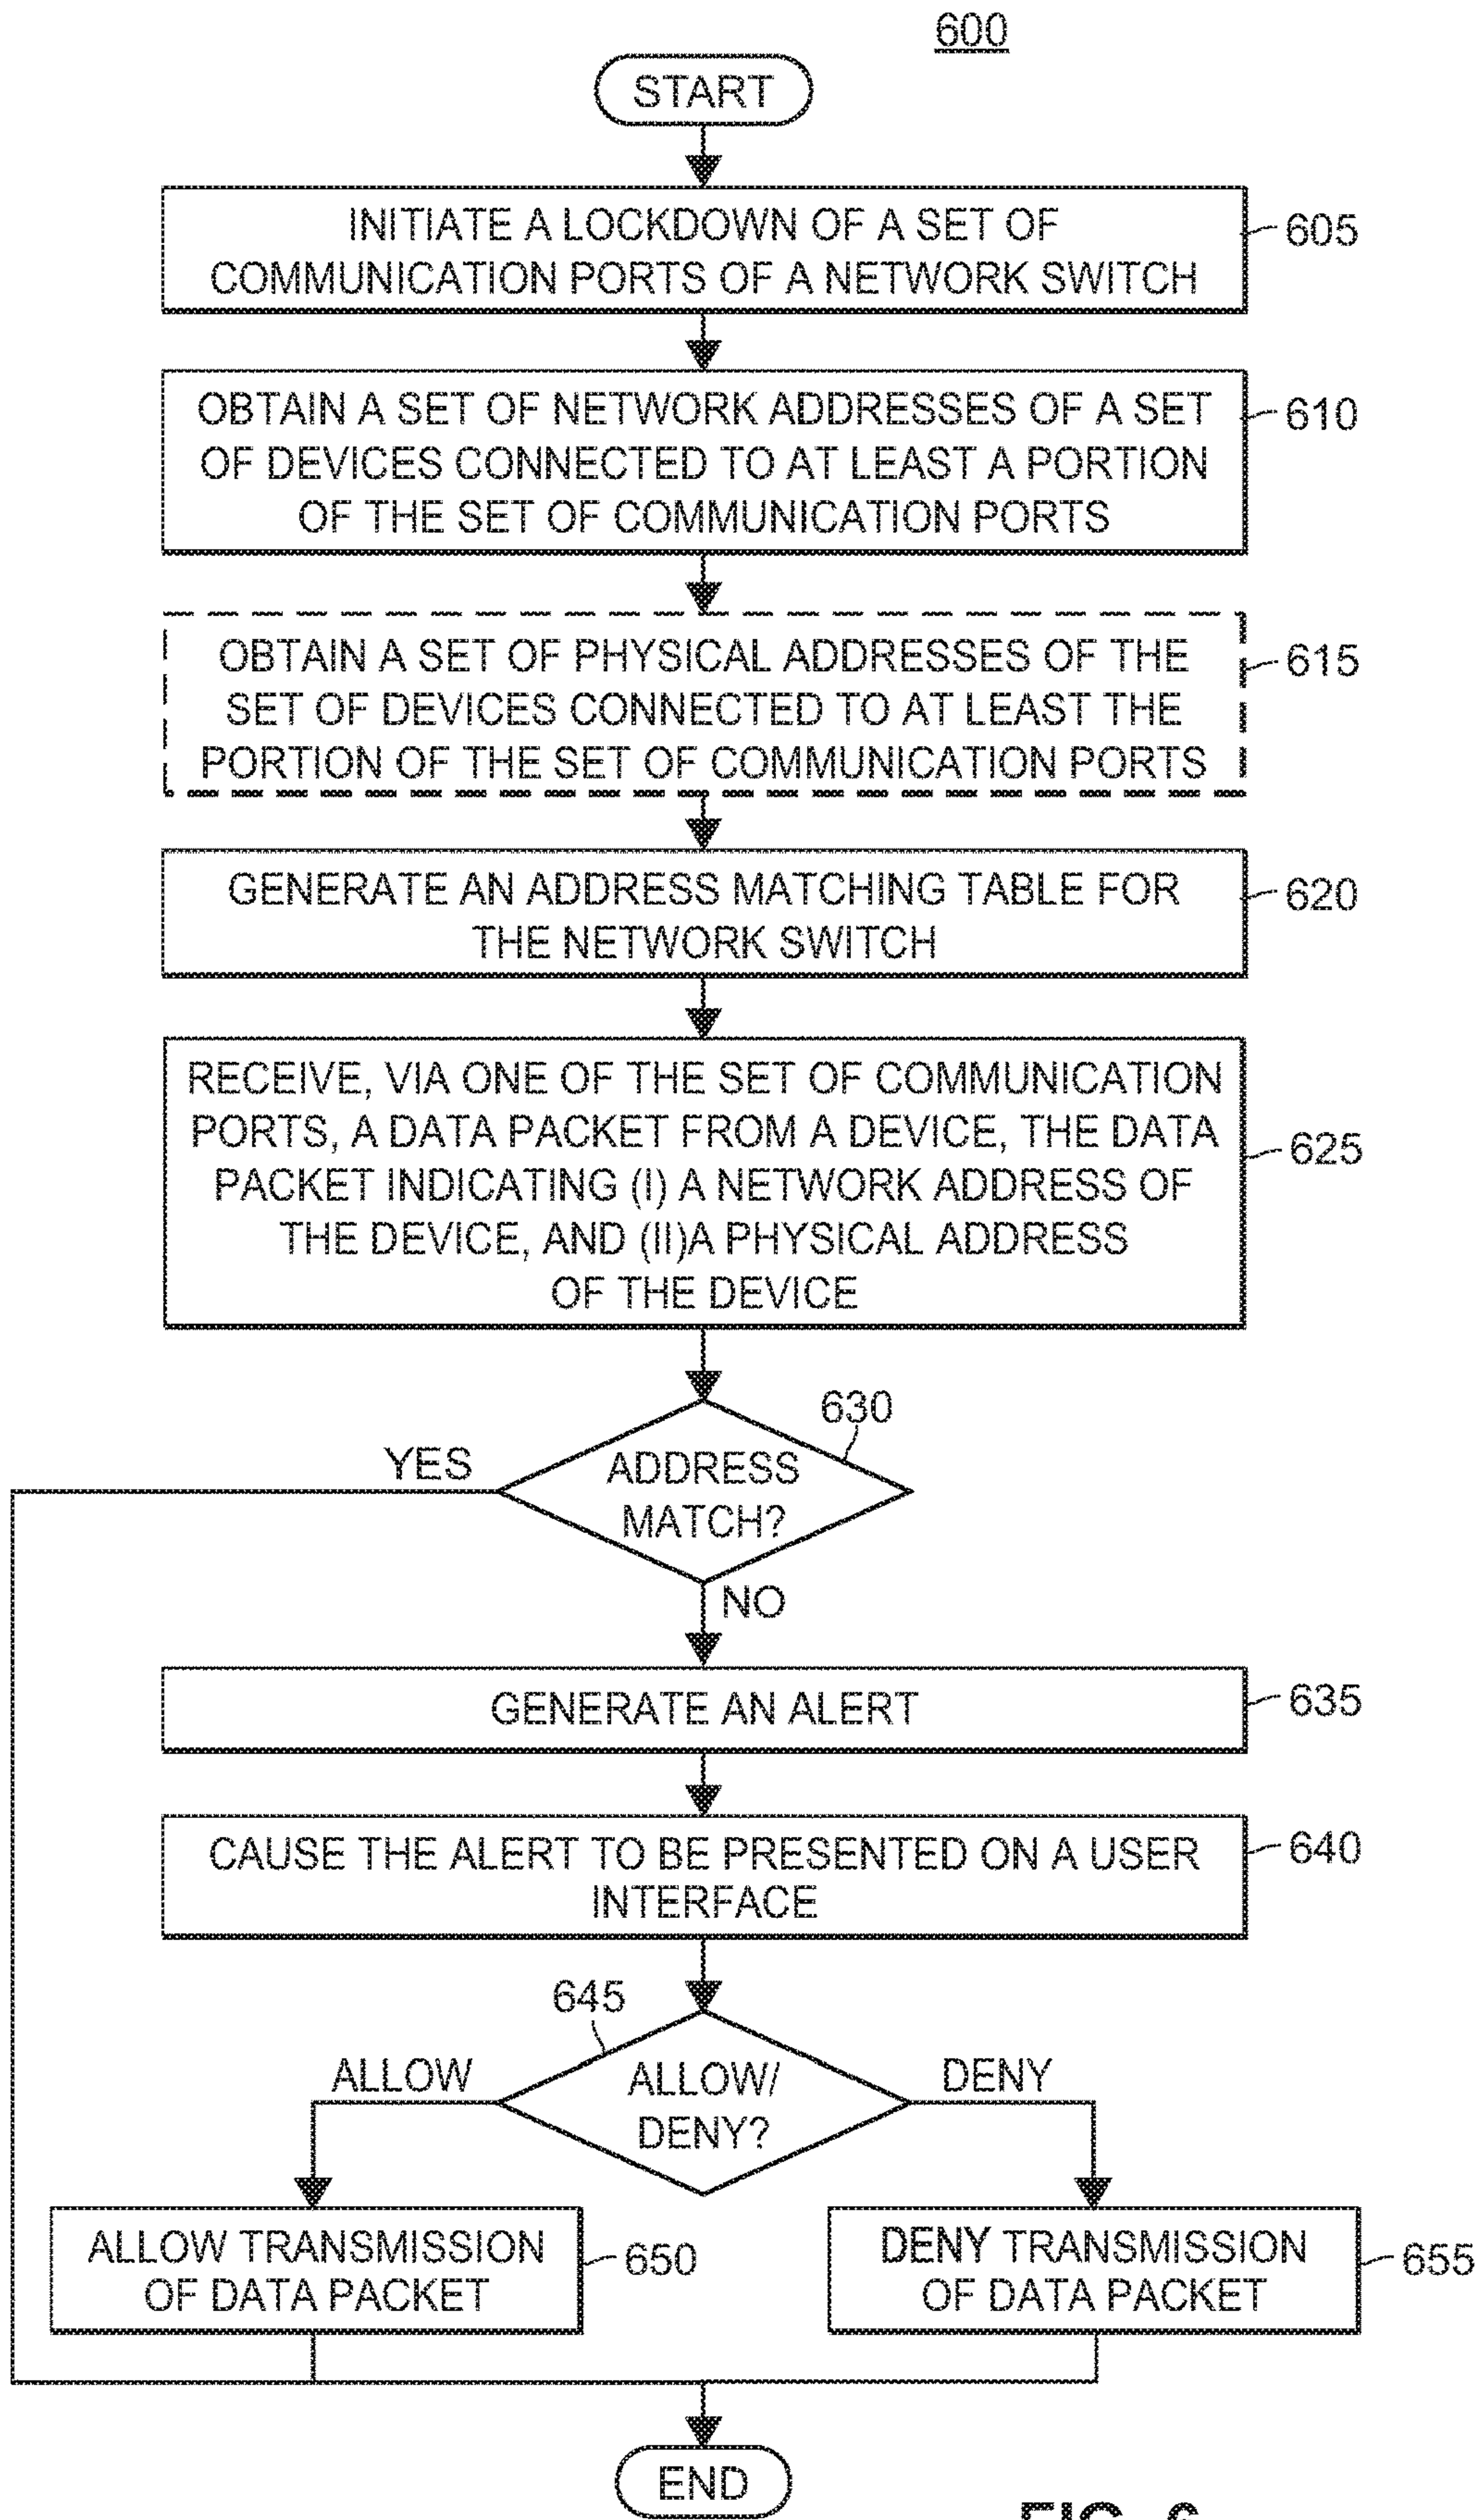 600
START
INITIATE A LOCKDOWN OF A SET OF
COMMUNICATION PORTS OF A NETWORK SWITCH
605
OBTAIN A SET OF NETWORK ADDRESSES OF A SET
OF DEVICES CONNECTED TO AT LEAST A PORTION
OF THE SET OF COMMUNICATION PORTS
610
OBTAIN A SET OF PHYSICAL ADDRESSES OF THE
SET OF DEVICES CONNECTED TO AT LEAST THE
PORTION OF THE SET OF COMMUNICATION PORTS
615
GENERATE AN ADDRESS MATCHING TABLE FOR
THE NETWORK SWITCH
620
RECEIVE, VIA ONE OF THE SET OF COMMUNICATION
PORTS, A DATA PACKET FROM A DEVICE, THE DATA
PACKET INDICATING (I) A NETWORK ADDRESS OF
THE DEVICE, AND (II)A PHYSICAL ADDRESS
OF THE DEVICE
625
630
YES
ADDRESS
MATCH?
NO
GENERATE AN ALERT
635
CAUSE THE ALERT TO BE PRESENTED ON A USER
INTERFACE
640
645
ALLOW
ALLOW/
DENY?
DENY
ALLOW TRANSMISSION
OF DATA PACKET
650
DENY TRANSMISSION
OF DATA PACKET
655
END
FIG. 6